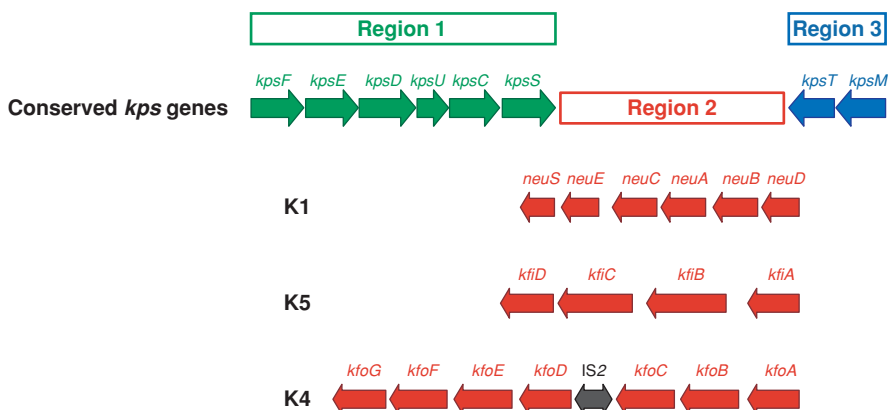 Region 1 Region 3
kpsF kpsE kpsD kpsU kpsC kpsS kpsT kpsM
Conserved kps genes Region 2
neuS neuE neuC neuA neuB neuD
K1
kfiD kfiC kfiB kfiA
K5
kfoG kfoF kfoE kfoD IS2 kfoC kfoB kfoA
K4